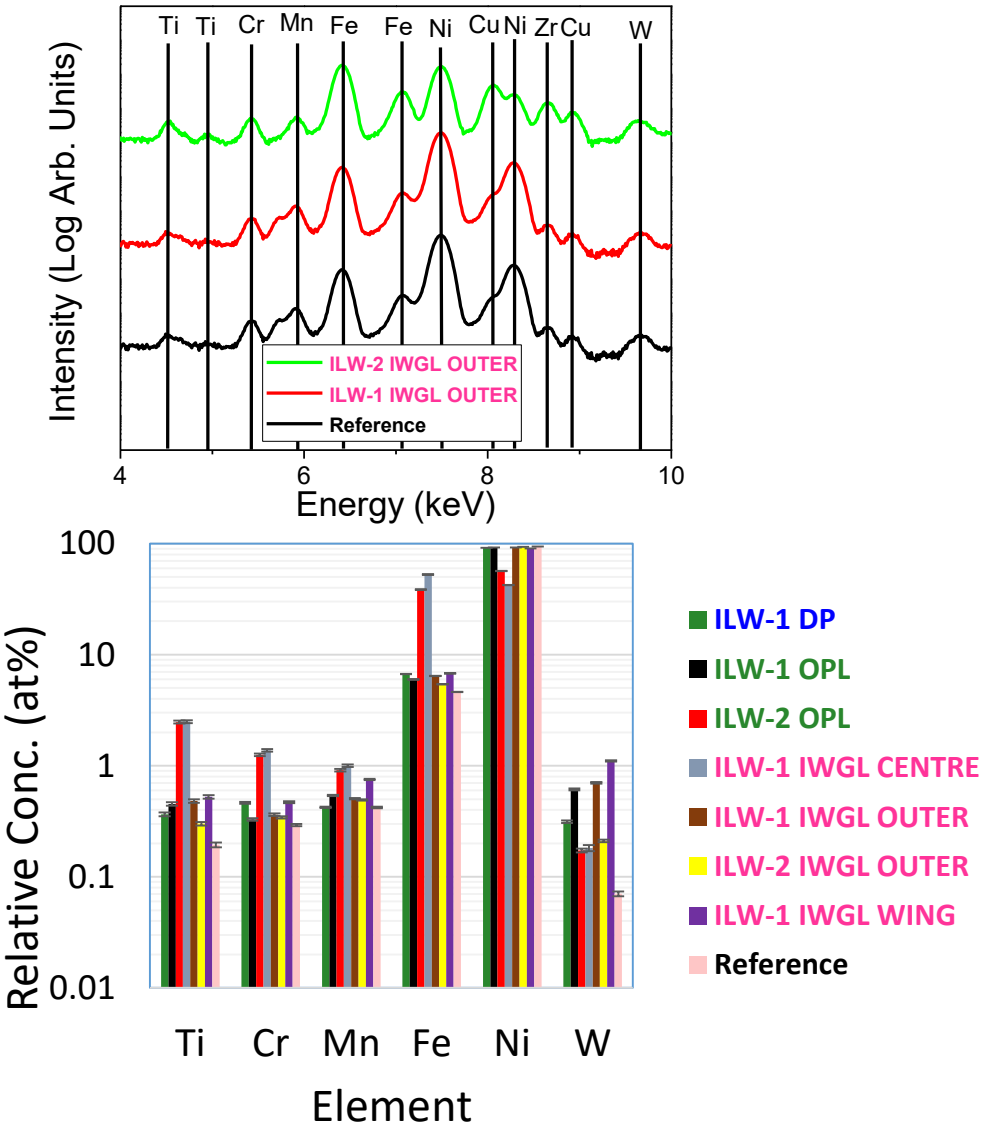 Ti Ti Cr Mn Fe Fe Ni Cu Ni Zr Cu W
Intensity (Log Arb. Units)
ILW-2 IWGL OUTER
ILW-1 IWGL OUTER
Reference
4 6 8 10
Energy (keV)
Relative Conc. (at%)
100
10
1
0.1
0.01
Ti Cr Mn Fe Ni W
Element
ILW-1 DP
ILW-1 OPL
ILW-2 OPL
ILW-1 IWGL CENTRE
ILW-1 IWGL OUTER
ILW-2 IWGL OUTER
ILW-1 IWGL WING
Reference